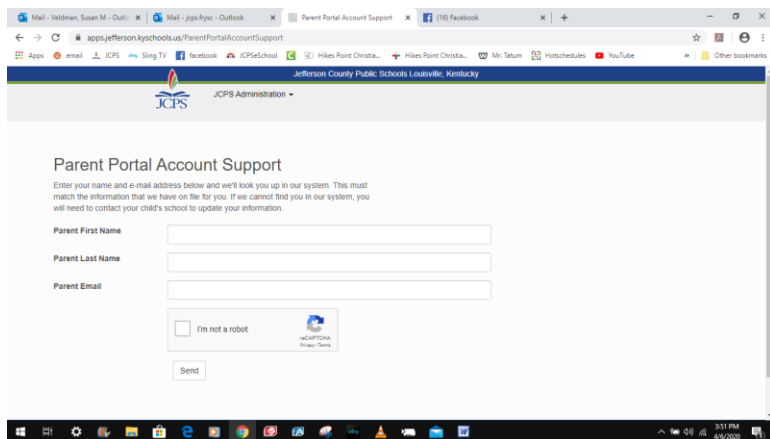 Mail - Veldman, Susan M - Outlo
Mail - jcps.frysc - Outlook
Parent Portal Account Support
(16) Facebook
apps.jefferson.kyschools.us/ParentPortalAccountSupport
Apps email JCPS Sling TV facebook JCPSeSchool Hikes Point Christia... Hikes Point Christia... Mr. Tatum Hotschedules YouTube » Other bookmarks
Jefferson County Public Schools Louisville, Kentucky
JCPS
JCPS Administration
Parent Portal Account Support
Enter your name and e-mail address below and we'll look you up in our system. This must
match the information that we have on file for you. If we cannot find you in our system, you
will need to contact your child's school to update your information.
Parent First Name
Parent Last Name
Parent Email
I'm not a robot
reCAPTCHA
Privacy - Terms
Send
3:51 PM
4/6/2020